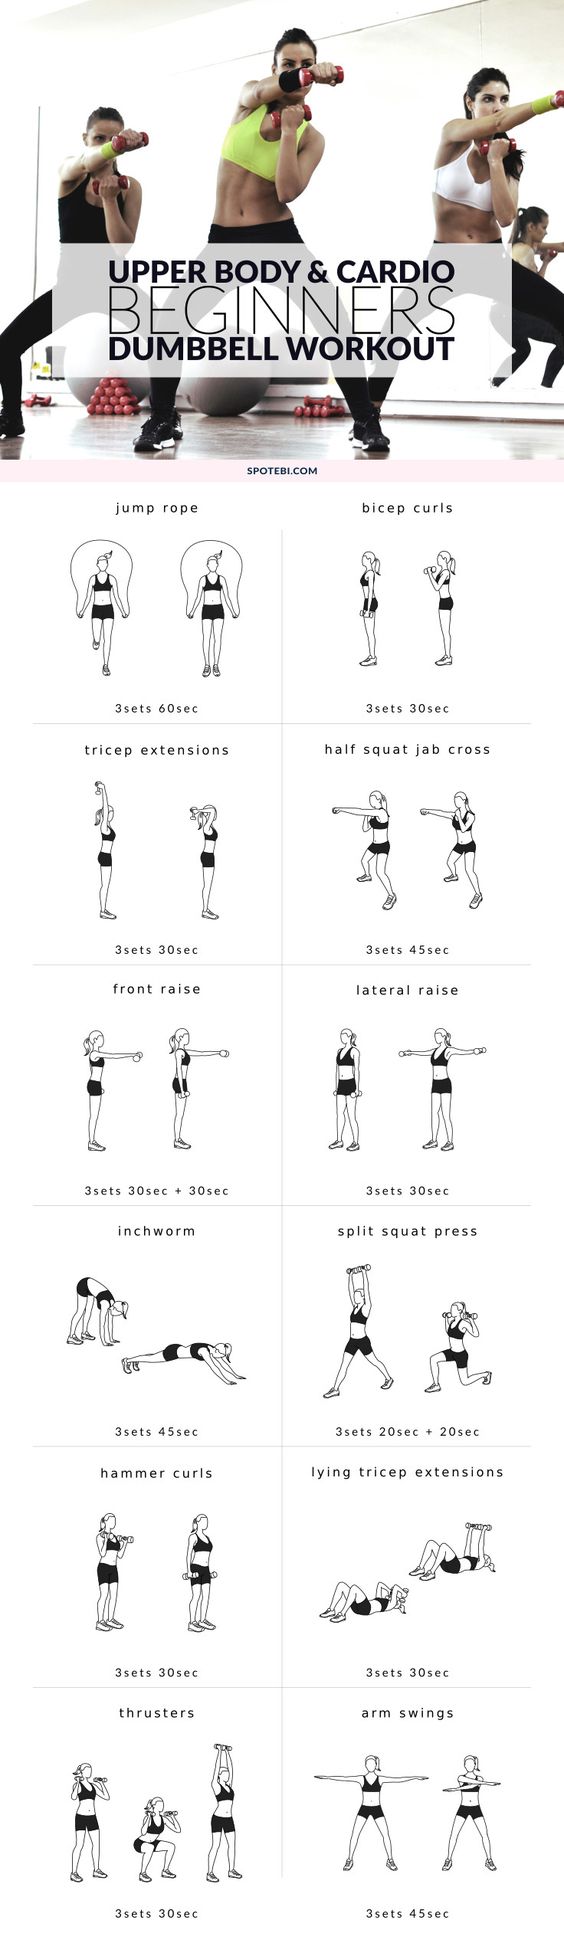 UPPER BODY & CARDIO
BEGINNERS
DUMBBELL WORKOUT
SPOTEBI.COM
jump rope
3sets 60sec
bicep curls
3sets 30sec
tricep extensions
3sets 30sec
half squat jab cross
3sets 45sec
front raise
3sets 30sec + 30sec
lateral raise
3sets 30sec
inchworm
3sets 45sec
split squat press
3sets 20sec + 20sec
hammer curls
3sets 30sec
lying tricep extensions
3sets 30sec
thrusters
3sets 30sec
arm swings
3sets 45sec